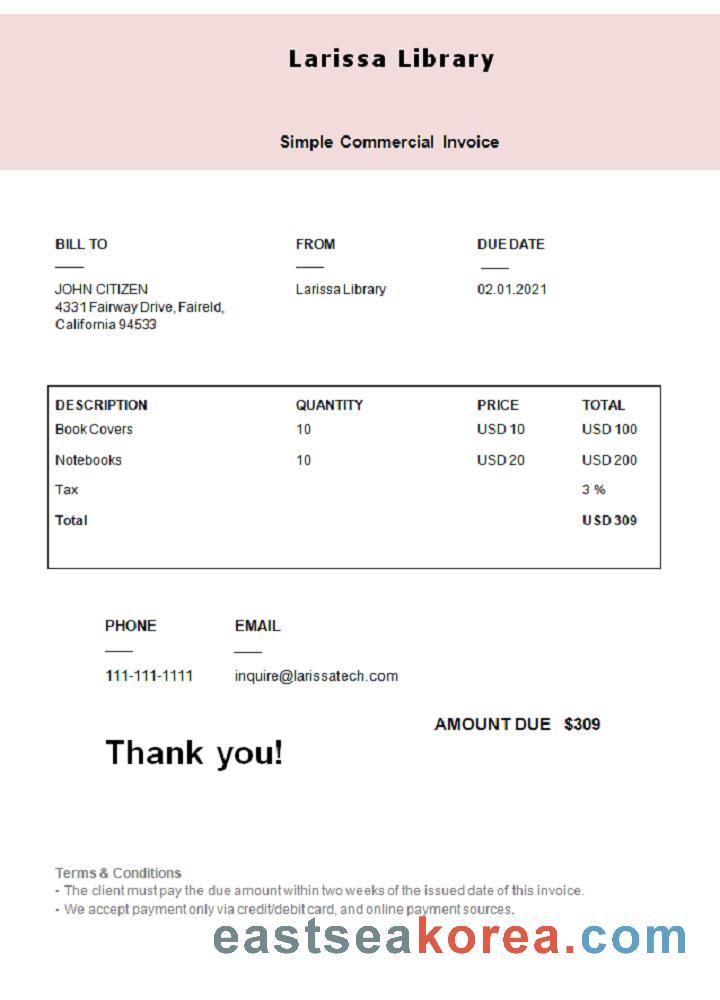 Larissa Library
Simple Commercial Invoice
BILL TO
JOHN CITIZEN
4331 Fairway Drive, Faireld,
California 94533
FROM
Larissa Library
DUE DATE
02.01.2021
DESCRIPTION QUANTITY PRICE TOTAL
Book Covers 10 USD 10 USD 100
Notebooks 10 USD 20 USD 200
Tax 3 %
Total USD 309
PHONE
111-111-1111
EMAIL
inquire@larissatech.com
AMOUNT DUE $309
Thank you!
Terms & Conditions
- The client must pay the due amount within two weeks of the issued date of this invoice.
- We accept payment only via credit/debit card, and online payment sources.
eastseakorea.com